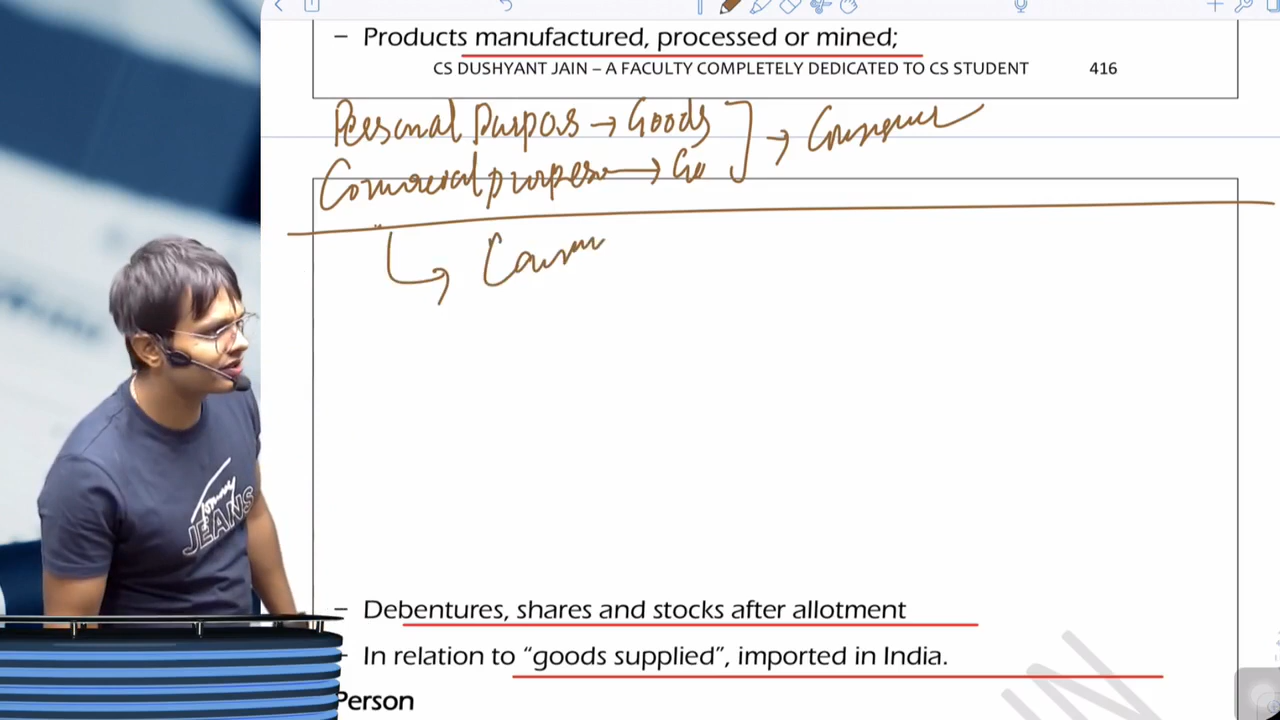 – Products manufactured, processed or mined;
CS DUSHYANT JAIN – A FACULTY COMPLETELY DEDICATED TO CS STUDENT 416
Personal purpos → Goods
→ Consumer
Commercial purpose → Go
– Debentures, shares and stocks after allotment
– In relation to “goods supplied”, imported in India.
Person
Tommy
JEANS
IN